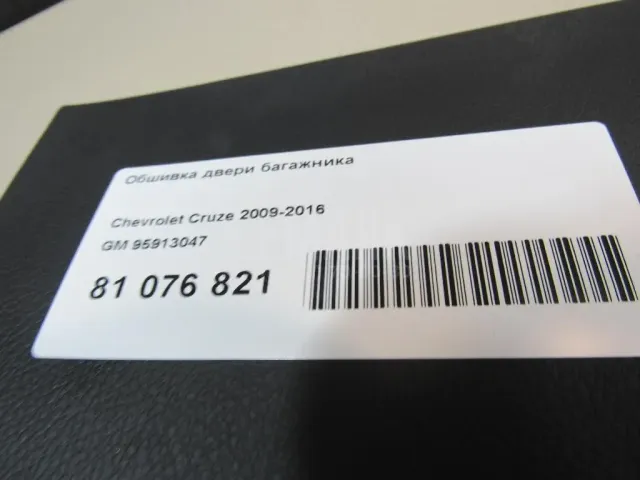 Обшивка двери багажника
Chevrolet Cruze 2009-2016
GM 95913047
81 076 821